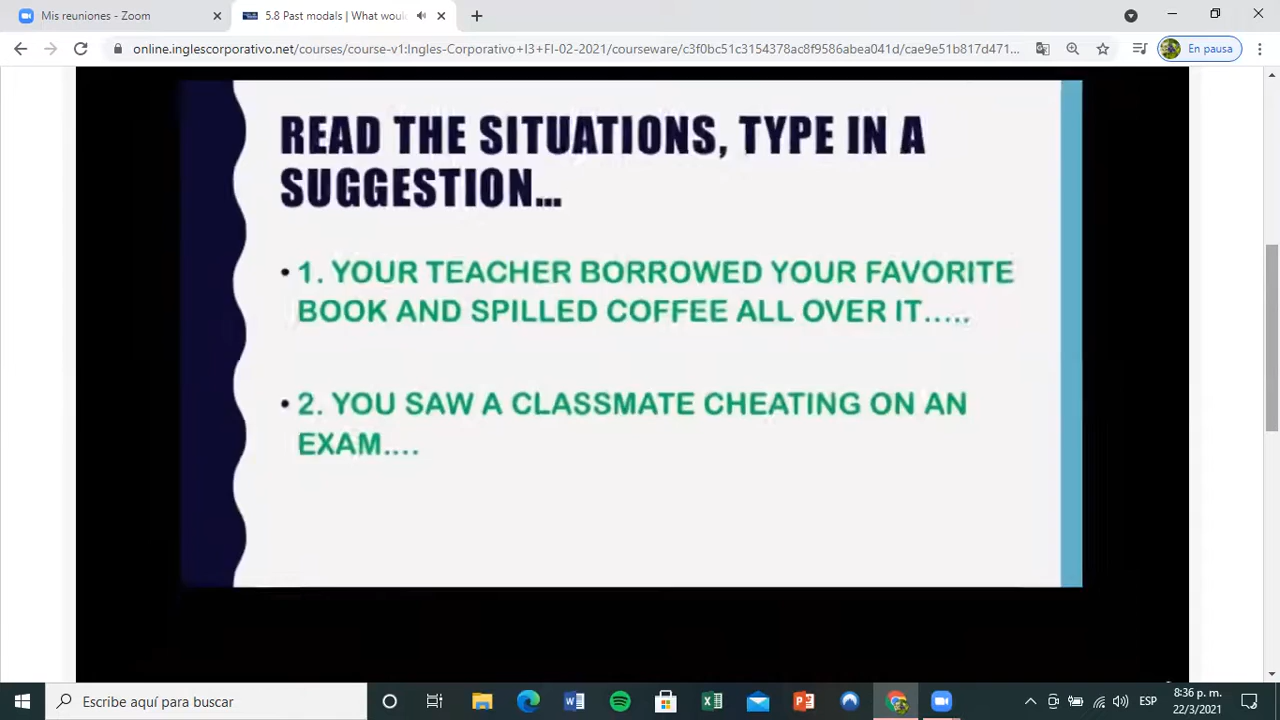 Mis reuniones - Zoom
5.8 Past modals | What woul
online.inglescorporativo.net/courses/course-v1:Ingles-Corporativo+I3+FI-02-2021/courseware/c3f0bc51c3154378ac8f9586abea041d/cae9e51b817d471...
En pausa
READ THE SITUATIONS, TYPE IN A
SUGGESTION...
• 1. YOUR TEACHER BORROWED YOUR FAVORITE
BOOK AND SPILLED COFFEE ALL OVER IT.....
• 2. YOU SAW A CLASSMATE CHEATING ON AN
EXAM....
Escribe aquí para buscar
ESP
8:36 p. m.
22/3/2021